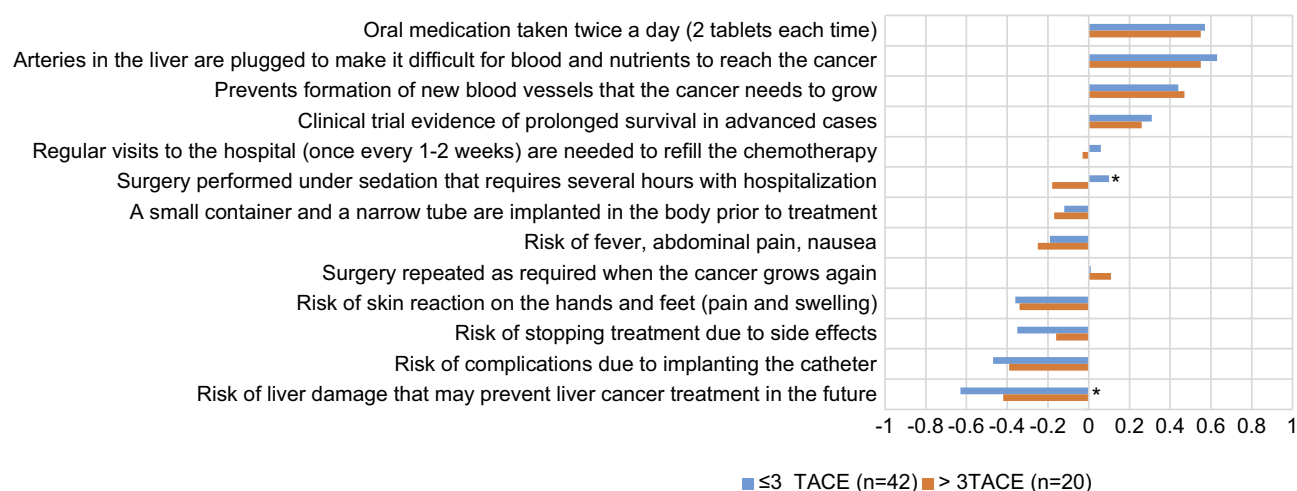 Oral medication taken twice a day (2 tablets each time)
Arteries in the liver are plugged to make it difficult for blood and nutrients to reach the cancer
Prevents formation of new blood vessels that the cancer needs to grow
Clinical trial evidence of prolonged survival in advanced cases
Regular visits to the hospital (once every 1-2 weeks) are needed to refill the chemotherapy
Surgery performed under sedation that requires several hours with hospitalization *
A small container and a narrow tube are implanted in the body prior to treatment
Risk of fever, abdominal pain, nausea
Surgery repeated as required when the cancer grows again
Risk of skin reaction on the hands and feet (pain and swelling)
Risk of stopping treatment due to side effects
Risk of complications due to implanting the catheter
Risk of liver damage that may prevent liver cancer treatment in the future *
-1 -0.8 -0.6 -0.4 -0.2 0 0.2 0.4 0.6 0.8 1
≤3 TACE (n=42) > 3TACE (n=20)